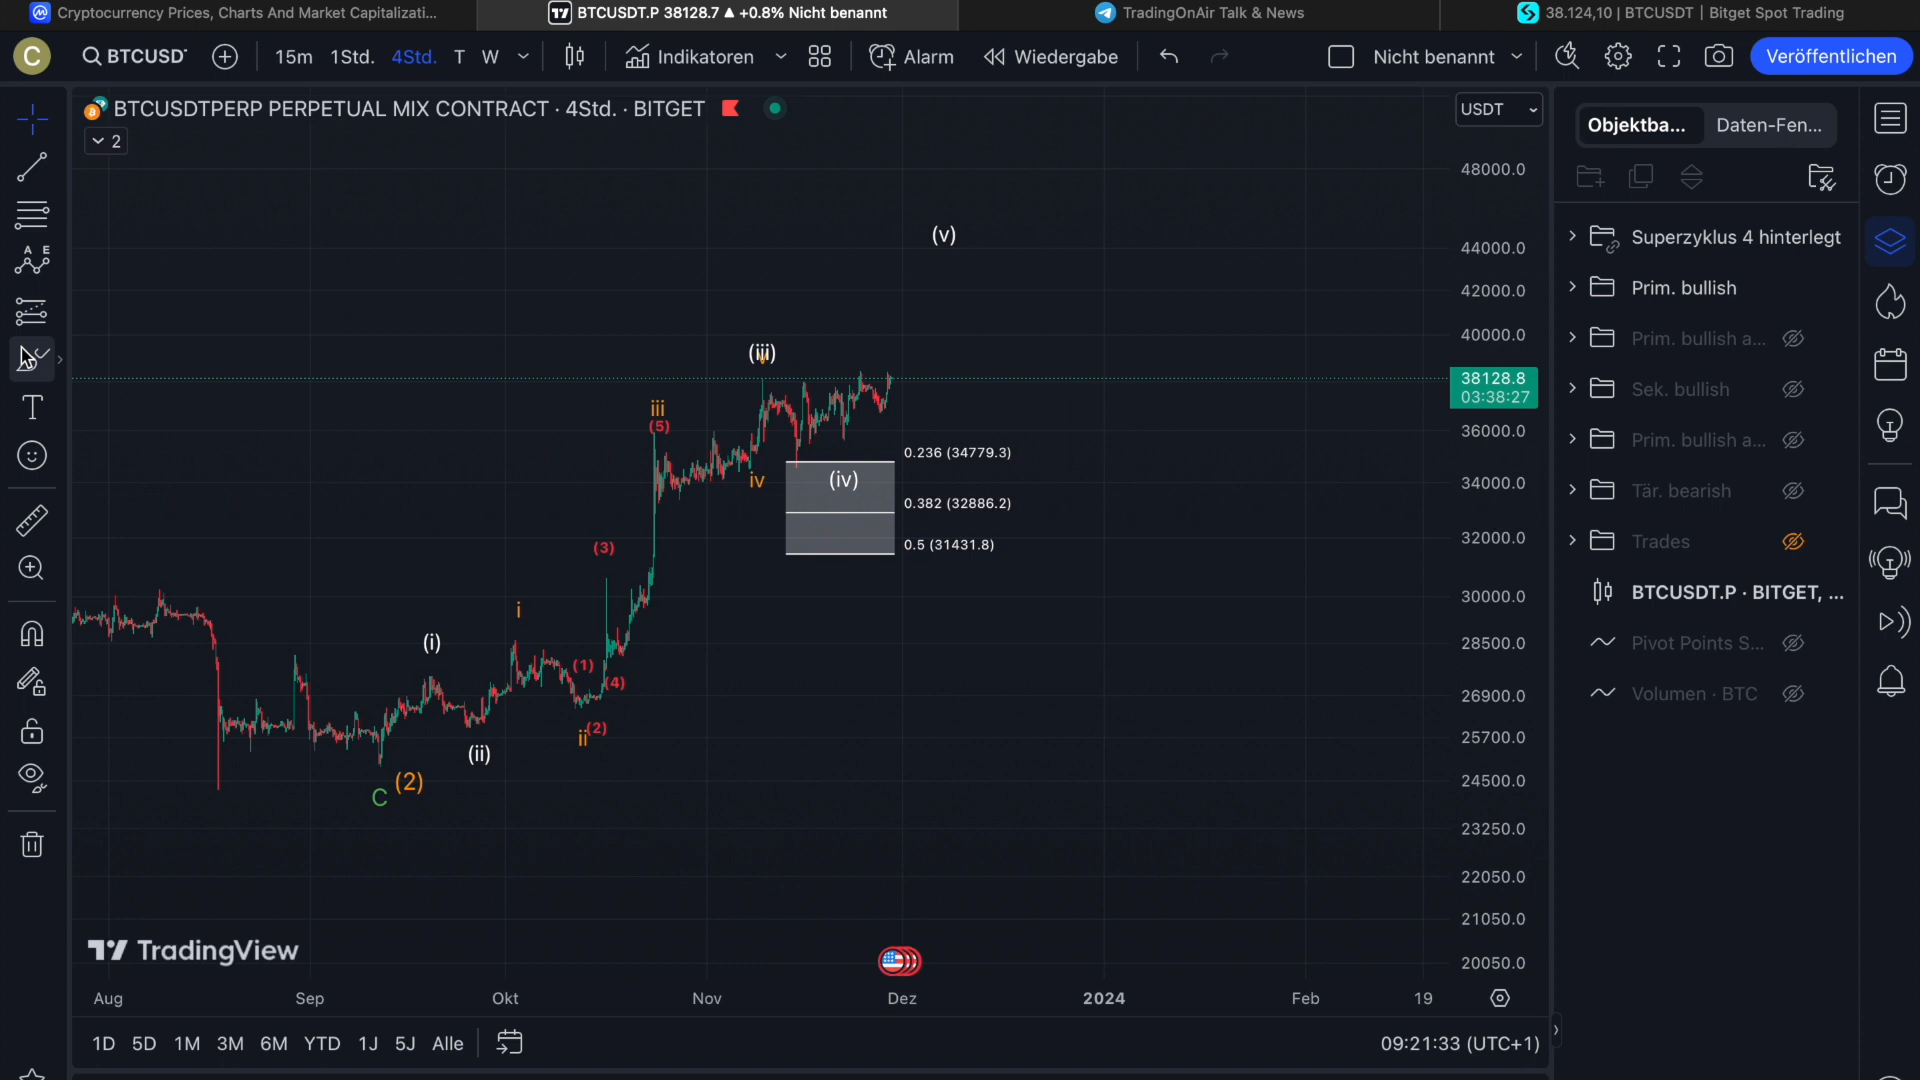 Cryptocurrency Prices, Charts And Market Capitalizati...
BTCUSDT.P 38128.7 ▲ +0.8% Nicht benannt
TradingOnAir Talk & News
38.124,10 | BTCUSDT | Bitget Spot Trading
C
BTCUSDT
15m 1Std. 4Std. T W
Indikatoren
Alarm
Wiedergabe
Nicht benannt
Veröffentlichen
BTCUSDTPERP PERPETUAL MIX CONTRACT · 4Std. · BITGET
2
USDT
48000.0
44000.0
42000.0
40000.0
38128.8
03:38:27
36000.0
34000.0
32000.0
30000.0
28500.0
26900.0
25700.0
24500.0
23250.0
22050.0
21050.0
20050.0
(v)
(iii)
v
iii
(5)
iv
0.236 (34779.3)
(iv)
0.382 (32886.2)
0.5 (31431.8)
(3)
i
(i)
(1)
(4)
(2)
ii
(ii)
(2)
C
TradingView
Aug Sep Okt Nov Dez 2024 Feb 19
1D 5D 1M 3M 6M YTD 1J 5J Alle
09:21:33 (UTC+1)
Objektba... Daten-Fen...
Superzyklus 4 hinterlegt
Prim. bullish
Prim. bullish a...
Sek. bullish
Prim. bullish a...
Tär. bearish
Trades
BTCUSDT.P · BITGET, ...
Pivot Points S...
Volumen · BTC